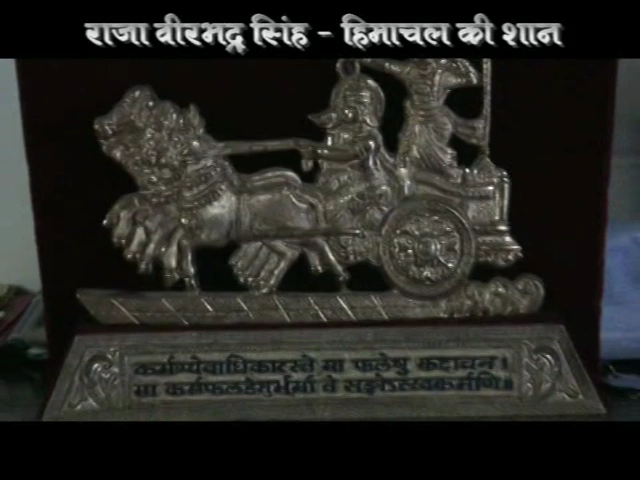 राजा वीरभद्र सिंह - हिमाचल की शान
कर्मण्येवाधिकारस्ते मा फलेषु कदाचन।
मा कर्मफलहेतुर्भूर्मा ते सङ्गोऽस्त्वकर्मणि॥